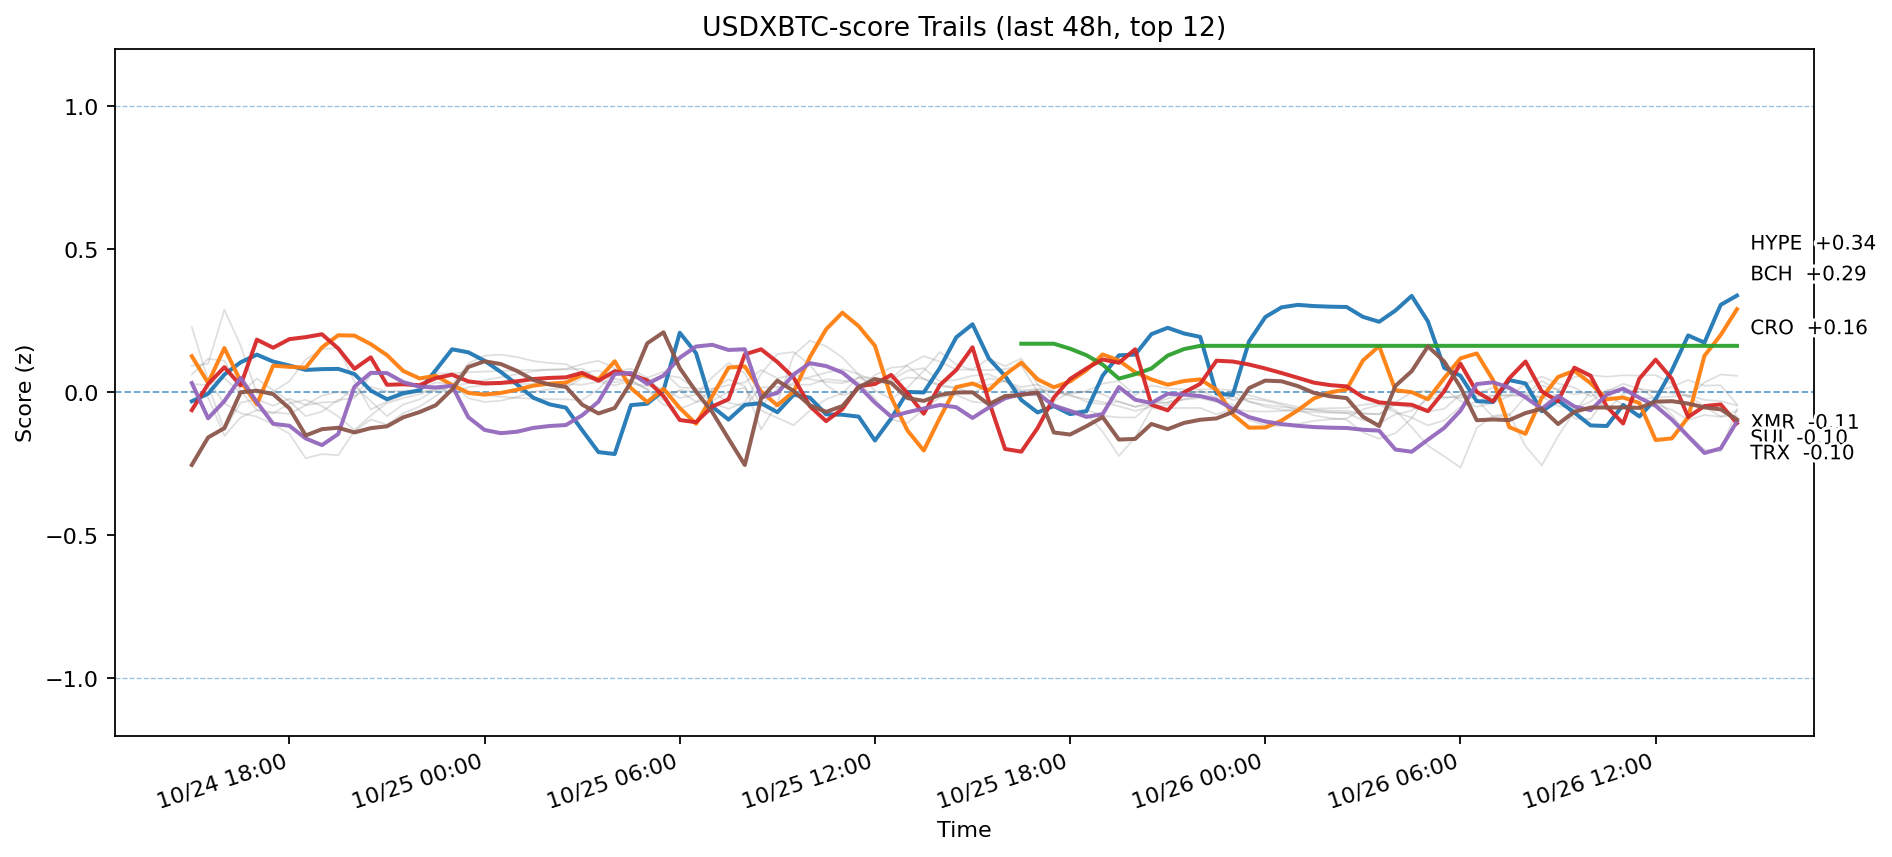 USDXBTC-score Trails (last 48h, top 12)
Score (z)
1.0
0.5
0.0
−0.5
−1.0
HYPE +0.34
BCH +0.29
CRO +0.16
XMR -0.11
SUI -0.10
TRX -0.10
10/24 18:00
10/25 00:00
10/25 06:00
10/25 12:00
10/25 18:00
10/26 00:00
10/26 06:00
10/26 12:00
Time